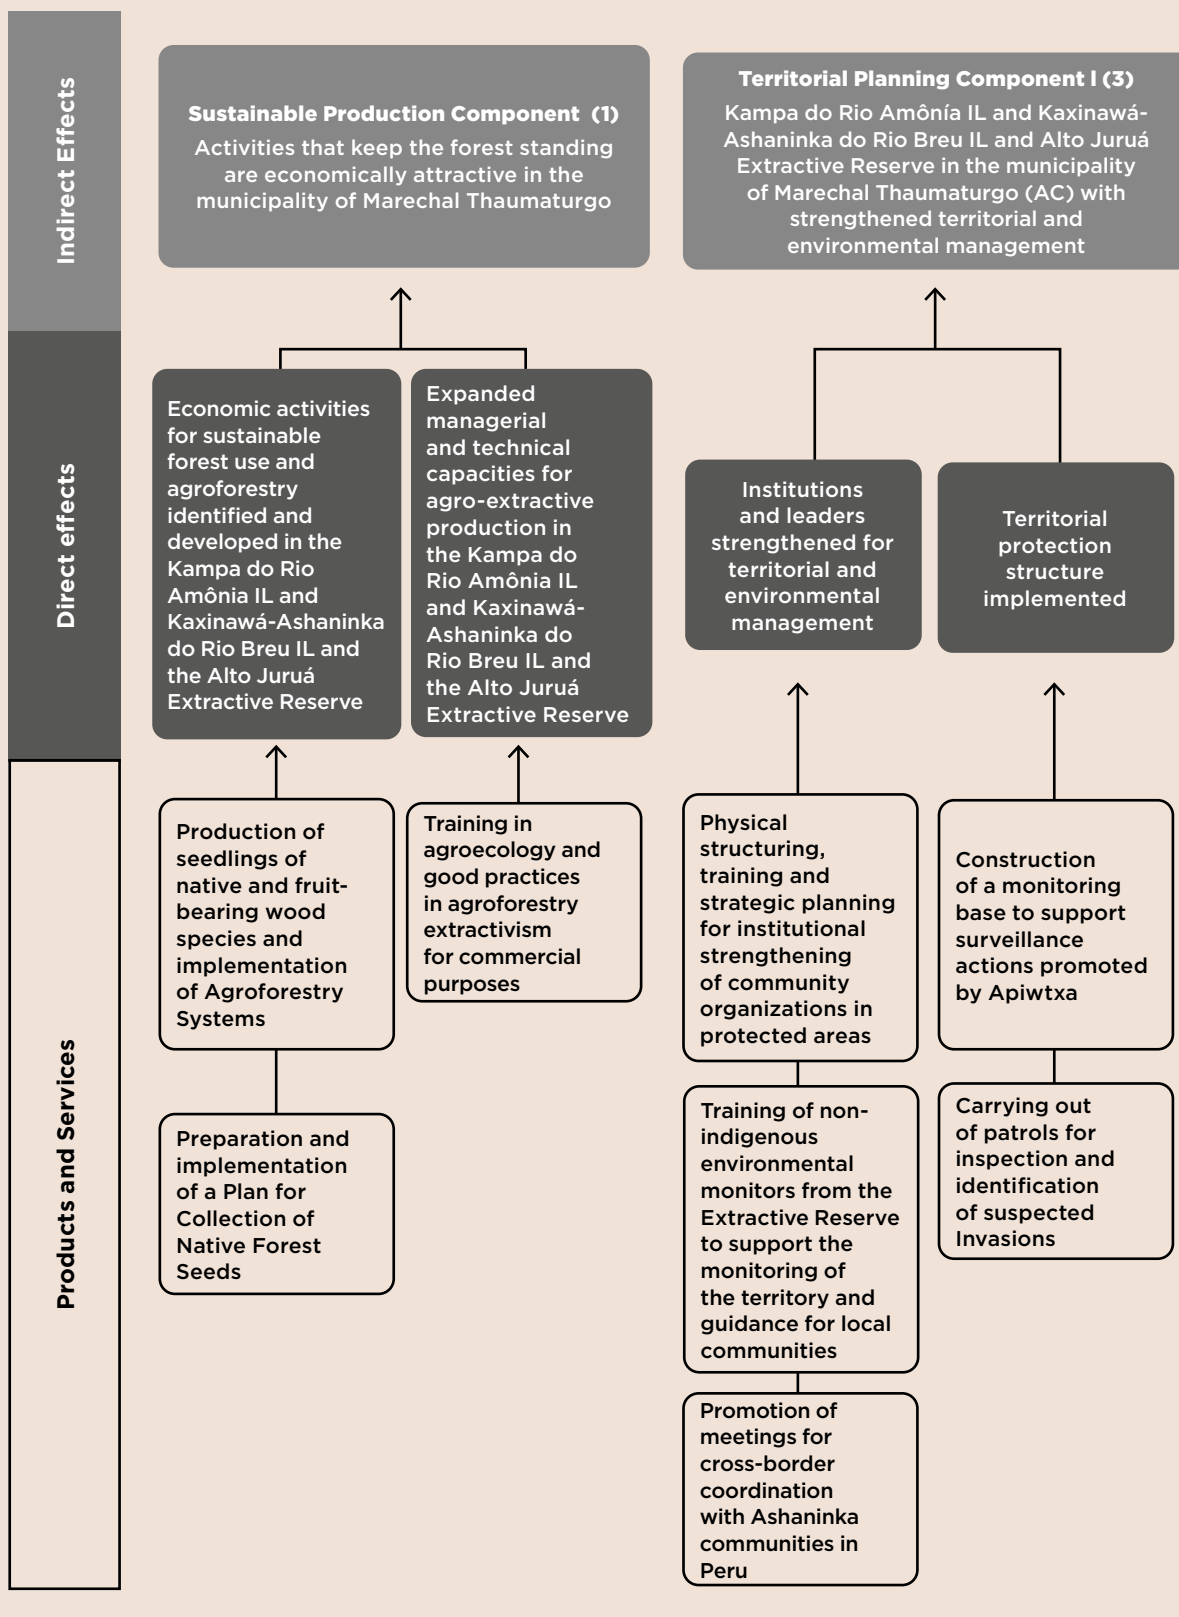 Indirect Effects
Sustainable Production Component (1)
Activities that keep the forest standing
are economically attractive in the
municipality of Marechal Thaumaturgo
Territorial Planning Component l (3)
Kampa do Rio Amônía IL and Kaxinawá-
Ashaninka do Rio Breu IL and Alto Juruá
Extractive Reserve in the municipality
of Marechal Thaumaturgo (AC) with
strengthened territorial and
environmental management
Direct effects
Economic activities
for sustainable
forest use and
agroforestry
identified and
developed in the
Kampa do Rio
Amônia IL and
Kaxinawá-Ashaninka
do Rio Breu IL and
the Alto Juruá
Extractive Reserve
Expanded
managerial
and technical
capacities for
agro-extractive
production in
the Kampa do
Rio Amônia IL
and Kaxinawá-
Ashaninka do
Rio Breu IL and
the Alto Juruá
Extractive Reserve
Institutions
and leaders
strengthened for
territorial and
environmental
management
Territorial
protection
structure
implemented
Products and Services
Production of
seedlings of
native and fruit-
bearing wood
species and
implementation
of Agroforestry
Systems
Preparation and
implementation
of a Plan for
Collection of
Native Forest
Seeds
Training in
agroecology and
good practices
in agroforestry
extractivism
for commercial
purposes
Physical
structuring,
training and
strategic planning
for institutional
strengthening
of community
organizations in
protected areas
Training of non-
indigenous
environmental
monitors from the
Extractive Reserve
to support the
monitoring of
the territory and
guidance for local
communities
Promotion of
meetings for
cross-border
coordination
with Ashaninka
communities in
Peru
Construction
of a monitoring
base to support
surveillance
actions promoted
by Apiwtxa
Carrying out
of patrols for
inspection and
identification
of suspected
Invasions